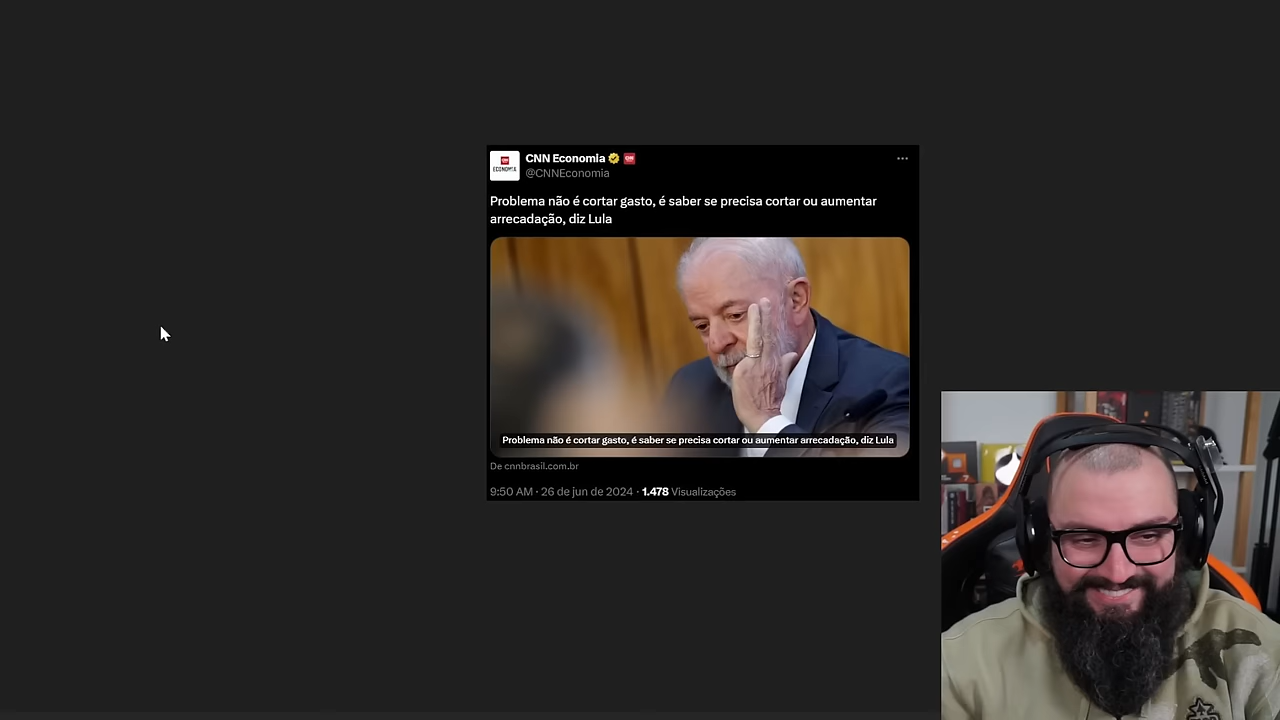 CNN Economia
@CNNEconomia
Problema não é cortar gasto, é saber se precisa cortar ou aumentar
arrecadação, diz Lula
Problema não é cortar gasto, é saber se precisa cortar ou aumentar arrecadação, diz Lula
De cnnbrasil.com.br
9:50 AM · 26 de jun de 2024 · 1.478 Visualizações